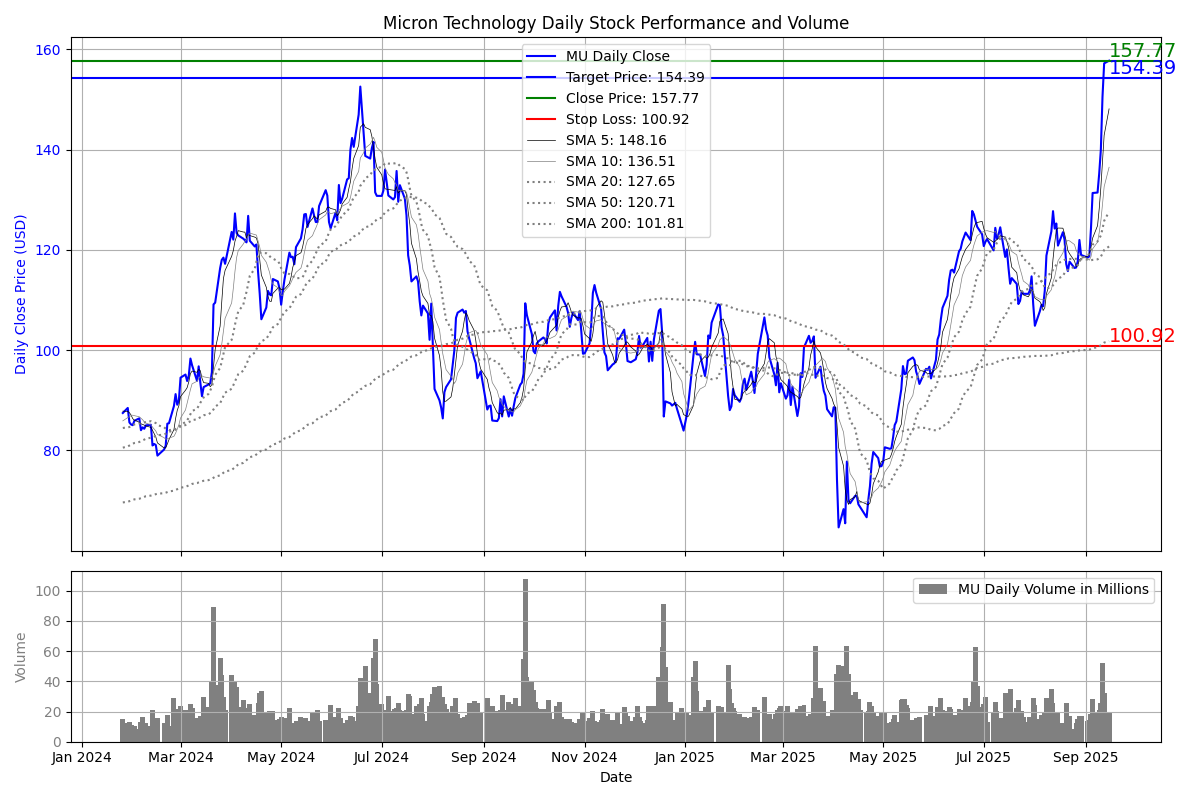 Micron Technology Daily Stock Performance and Volume
160
140
120
100
80
Daily Close Price (USD)
MU Daily Close
Target Price: 154.39
Close Price: 157.77
Stop Loss: 100.92
SMA 5: 148.16
SMA 10: 136.51
SMA 20: 127.65
SMA 50: 120.71
SMA 200: 101.81
157.77
154.39
100.92
100
80
60
40
20
0
Volume
MU Daily Volume in Millions
Jan 2024
Mar 2024
May 2024
Jul 2024
Sep 2024
Nov 2024
Jan 2025
Mar 2025
May 2025
Jul 2025
Sep 2025
Date